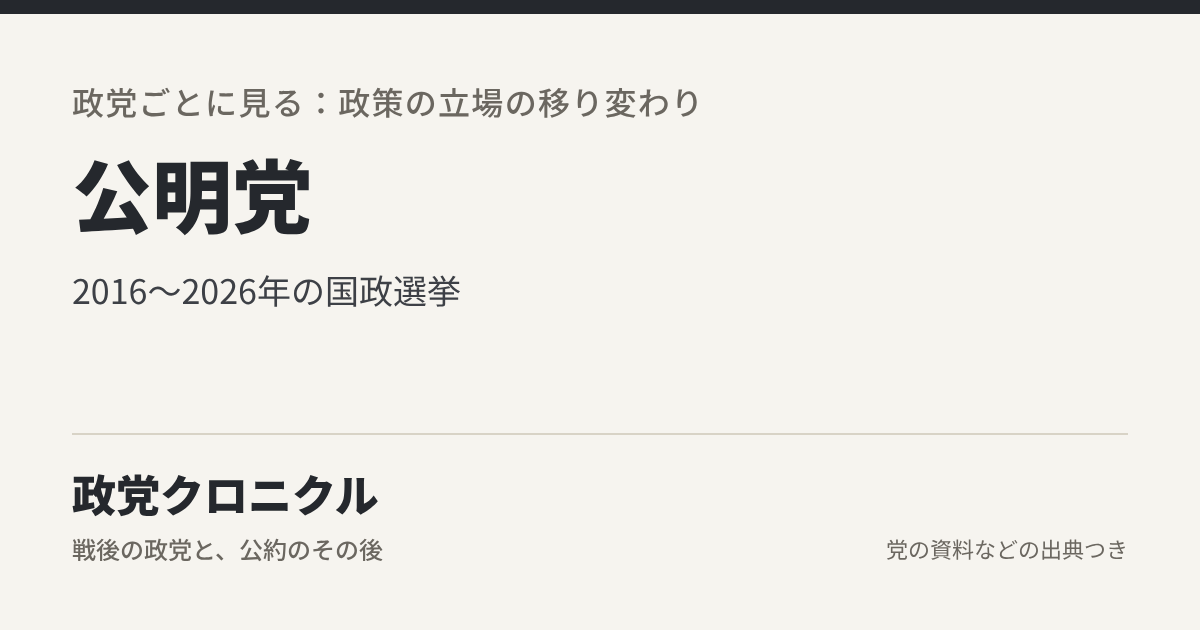 政党ごとに見る：政策の立場の移り変わり
公明党
2016〜2026年の国政選挙
政党クロニクル
戦後の政党と、公約のその後
党の資料などの出典つき